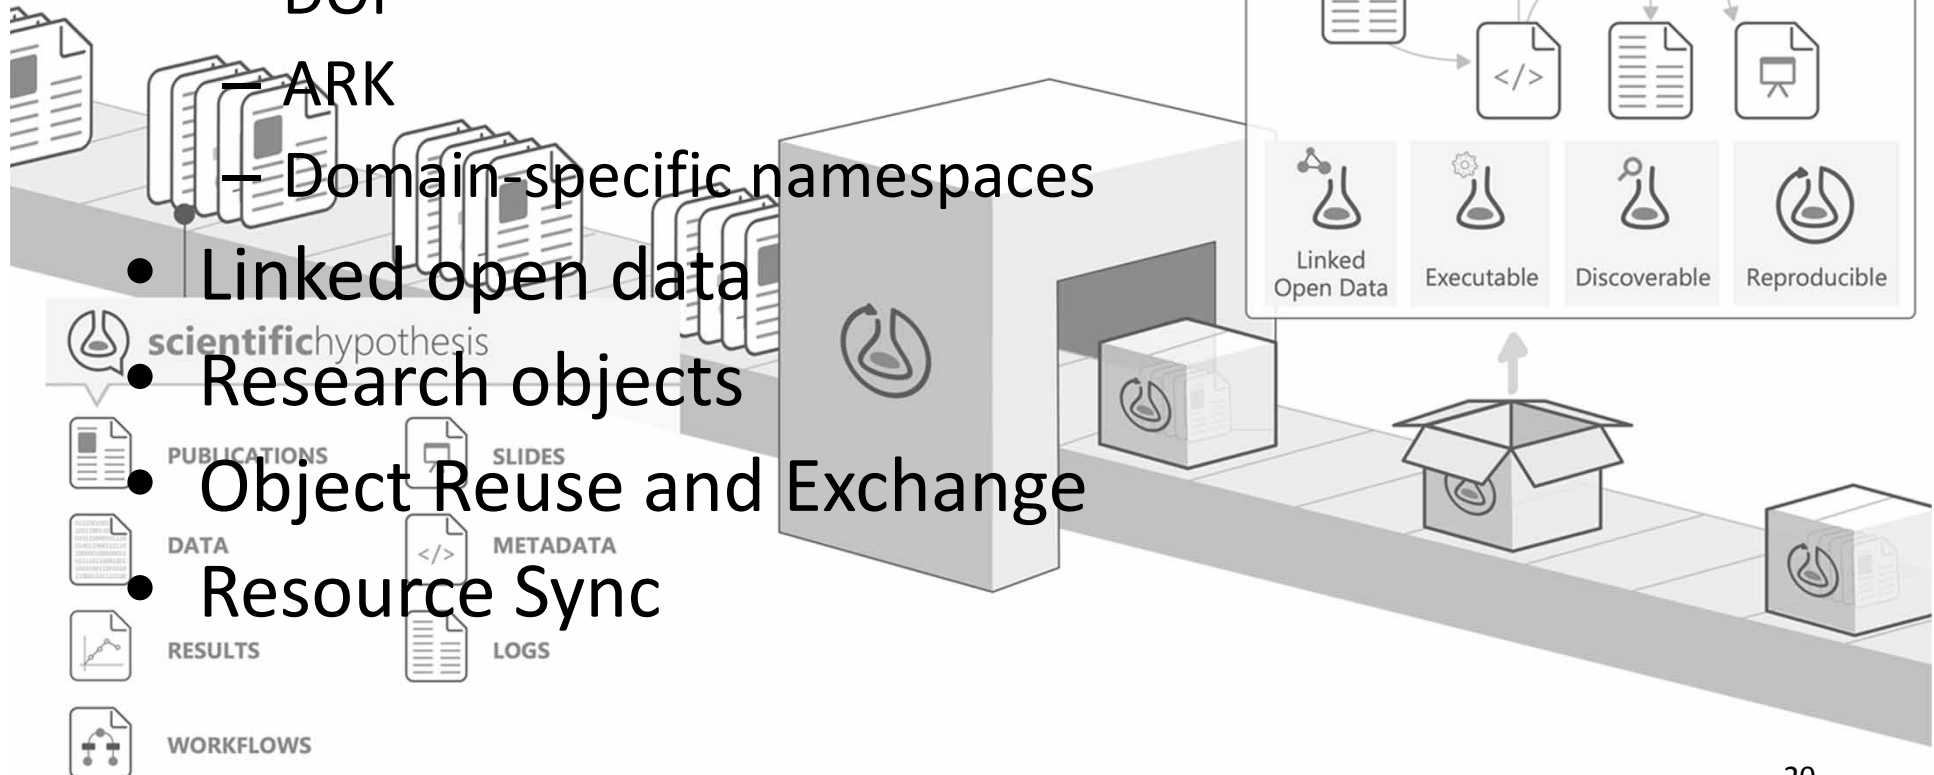 – ARK
– Domain-specific namespaces
• Linked open data
• Research objects
• Object Reuse and Exchange
• Resource Sync
scientifichypothesis
PUBLICATIONS
SLIDES
DATA
METADATA
RESULTS
LOGS
WORKFLOWS
</>
</>
Linked
Open Data
Executable
Discoverable
Reproducible